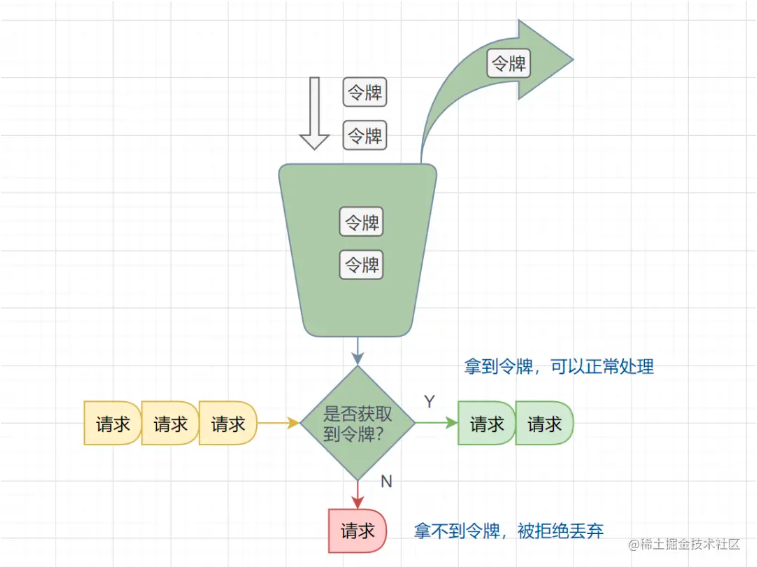 令牌
令牌
令牌
令牌
令牌
拿到令牌，可以正常处理
请求
请求
请求
是否获取
到令牌？
Y
请求
请求
N
请求
拿不到令牌，被拒绝丢弃
@稀土掘金技术社区